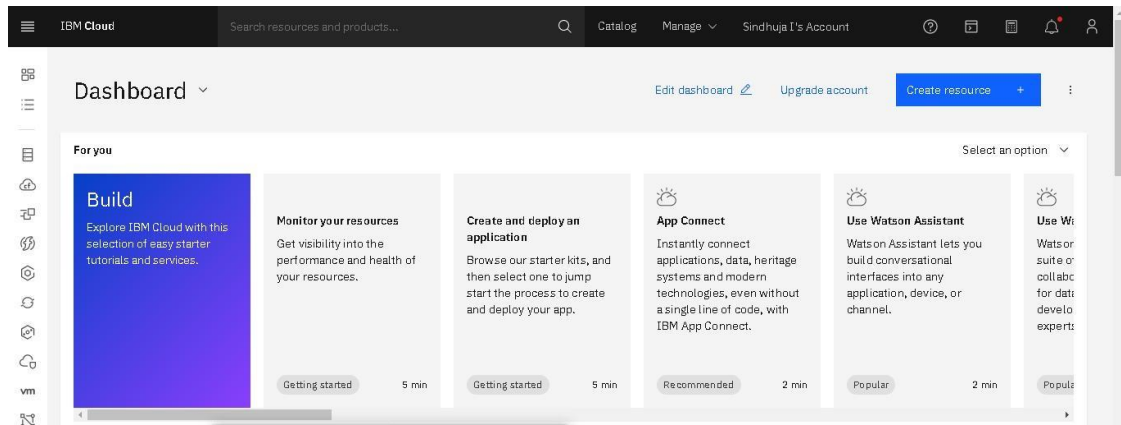 IBM Cloud
Search resources and products...
Catalog
Manage
Sindhuja I's Account
Dashboard
Edit dashboard
Upgrade account
Create resource +
For you
Select an option
Build
Explore IBM Cloud with this
selection of easy starter
tutorials and services.
Monitor your resources
Get visibility into the
performance and health of
your resources.
Getting started
5 min
Create and deploy an
application
Browse our starter kits, and
then select one to jump
start the process to create
and deploy your app.
Getting started
5 min
App Connect
Instantly connect
applications, data, heritage
systems and modern
technologies, even without
a single line of code, with
IBM App Connect.
Recommended
2 min
Use Watson Assistant
Watson Assistant lets you
build conversational
interfaces into any
application, device, or
channel.
Popular
2 min
Use
suite
for
vm